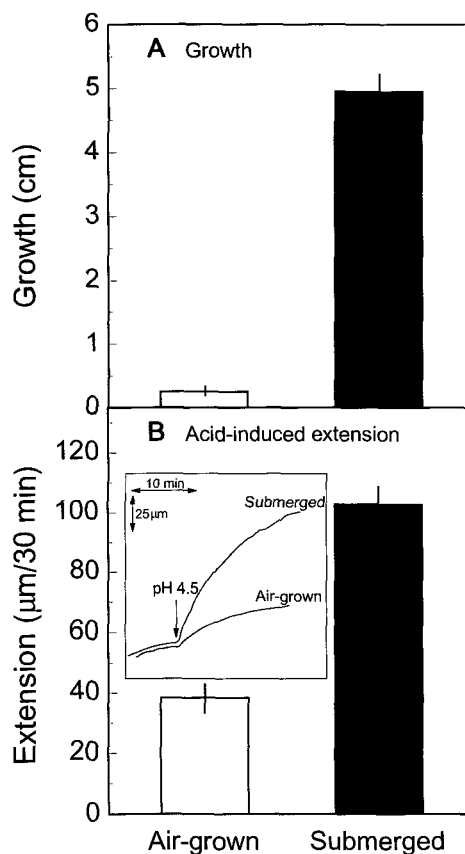 A Growth
6
5
4
3
2
1
0
Growth (cm)
B Acid-induced extension
120
100
80
60
40
20
0
Extension (μm/30 min)
10 min
25μm
Submerged
pH 4.5
Air-grown
Air-grown Submerged